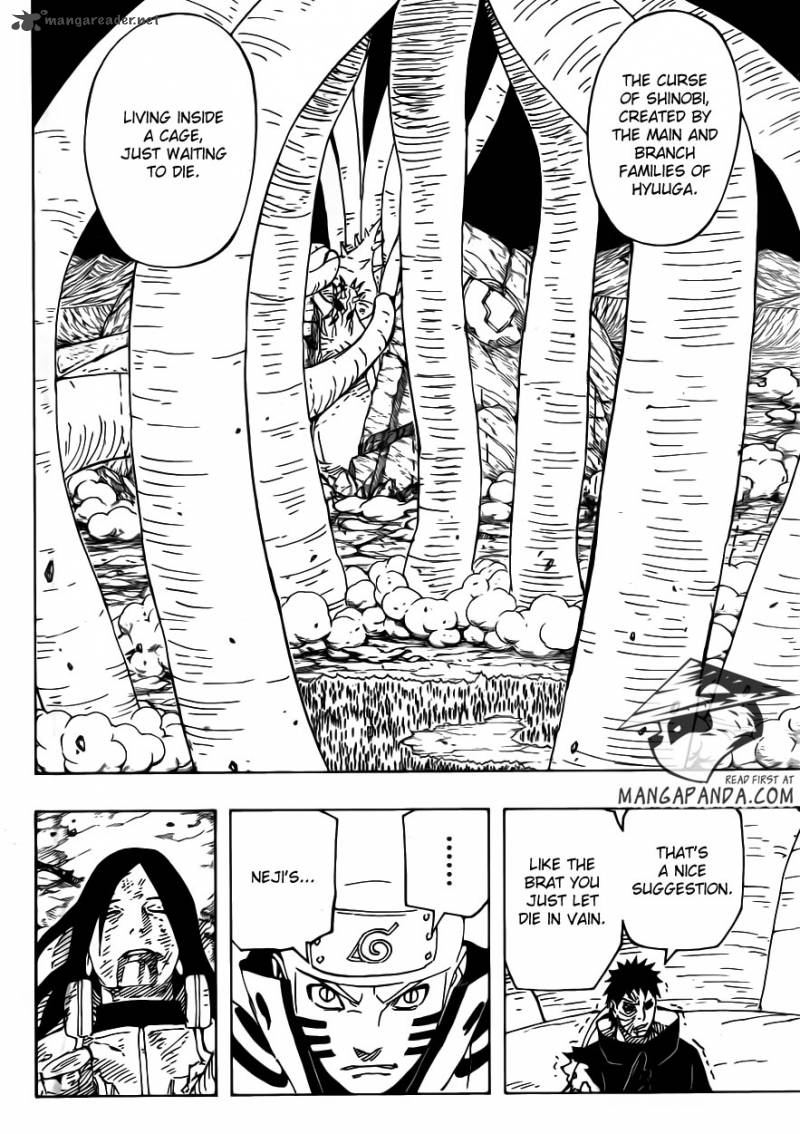 mangareader.net
THE CURSE
OF SHINOBI,
CREATED BY
THE MAIN AND
BRANCH
FAMILIES OF
HYUUGA.
LIVING INSIDE
A CAGE,
JUST WAITING
TO DIE.
READ FIRST AT
MANGAPANDA.COM
THAT'S
A NICE
SUGGESTION.
LIKE THE
BRAT YOU
JUST LET
DIE IN VAIN.
......
NEJI'S...